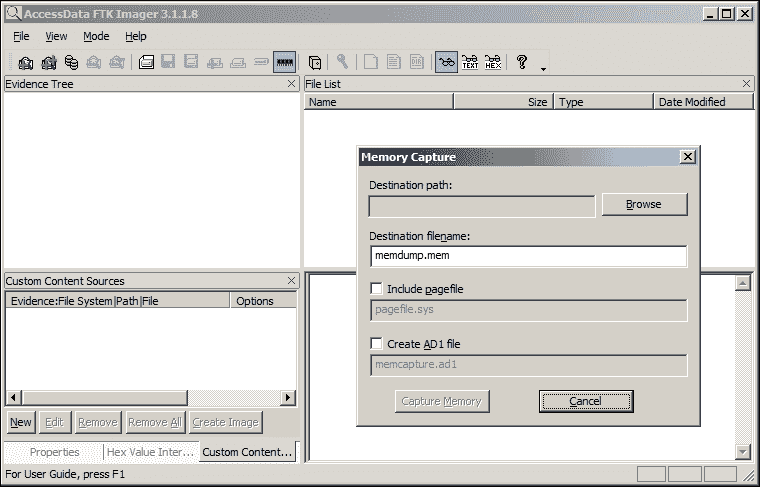 AccessData FTK Imager 3.1.1.8
File View Mode Help
TEXT HEX
Evidence Tree
File List
Name Size Type Date Modified
Memory Capture
Destination path:
Browse
Destination filename:
memdump.mem
Include pagefile
pagefile.sys
Create AD1 file
memcapture.ad1
Capture Memory Cancel
Custom Content Sources
Evidence:File System|Path|File Options
New Edit Remove Remove All Create Image
Properties Hex Value Inter... Custom Content...
For User Guide, press F1